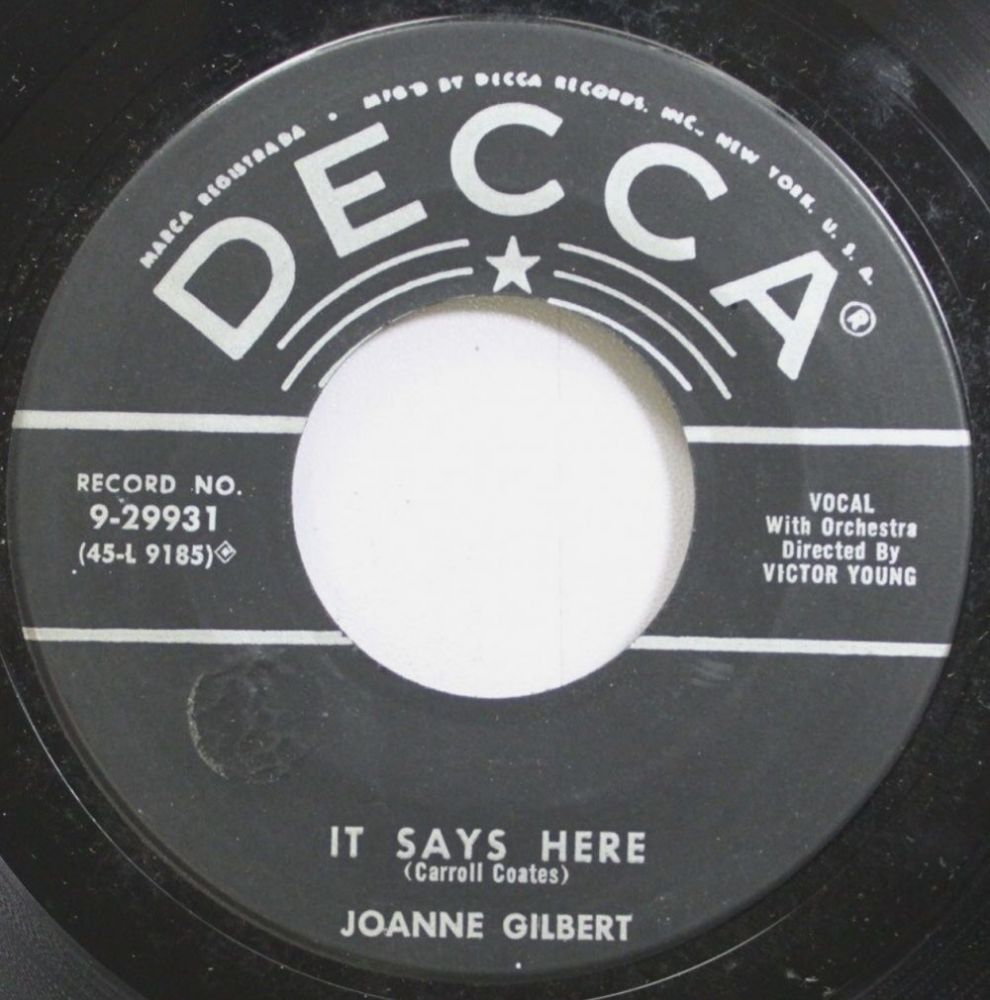 MARCA REGISTRADA • MFG'D BY DECCA RECORDS, INC., NEW YORK, U. S. A.
DECCA®
RECORD NO.
9-29931
(45-L 9185)
VOCAL
With Orchestra
Directed By
VICTOR YOUNG
IT SAYS HERE
(Carroll Coates)
JOANNE GILBERT